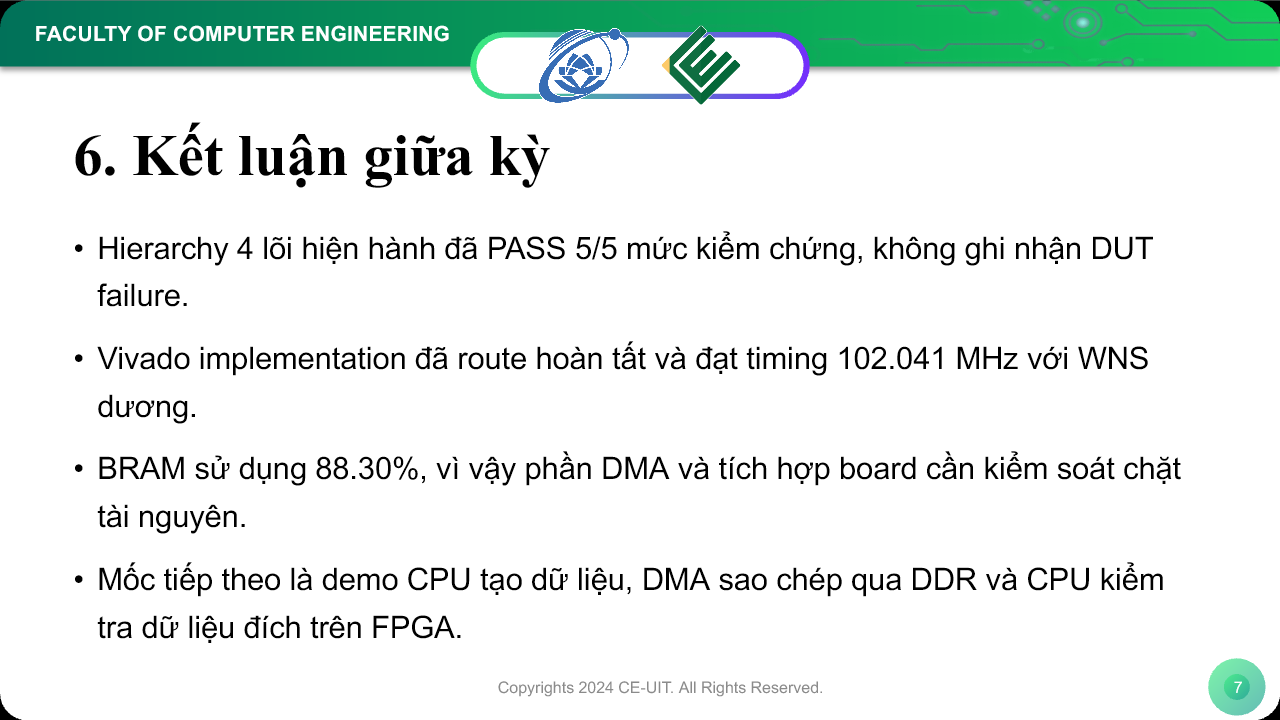 FACULTY OF COMPUTER ENGINEERING
6. Kết luận giữa kỳ
• Hierarchy 4 lõi hiện hành đã PASS 5/5 mức kiểm chứng, không ghi nhận DUT
failure.
• Vivado implementation đã route hoàn tất và đạt timing 102.041 MHz với WNS
dương.
• BRAM sử dụng 88.30%, vì vậy phần DMA và tích hợp board cần kiểm soát chặt
tài nguyên.
• Mốc tiếp theo là demo CPU tạo dữ liệu, DMA sao chép qua DDR và CPU kiểm
tra dữ liệu đích trên FPGA.
Copyrights 2024 CE-UIT. All Rights Reserved.
7